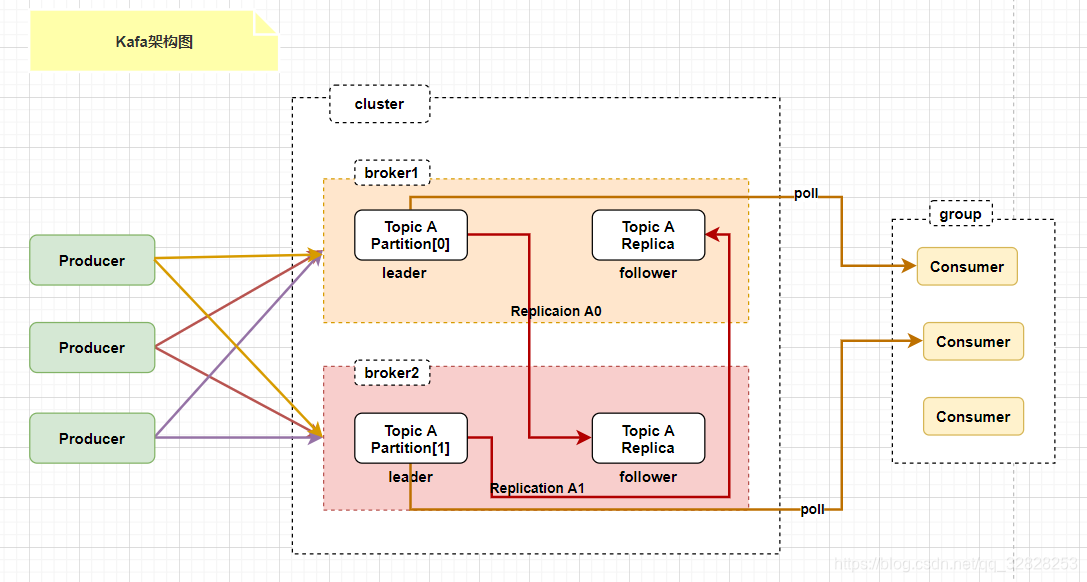 Kafa架构图
cluster
broker1
Topic A
Partition[0]
leader
Topic A
Replica
follower
Replicaion A0
poll
group
Producer
Producer
Producer
Consumer
Consumer
Consumer
broker2
Topic A
Partition[1]
leader
Topic A
Replica
follower
Replication A1
poll
https://blog.csdn.net/qq_32828253